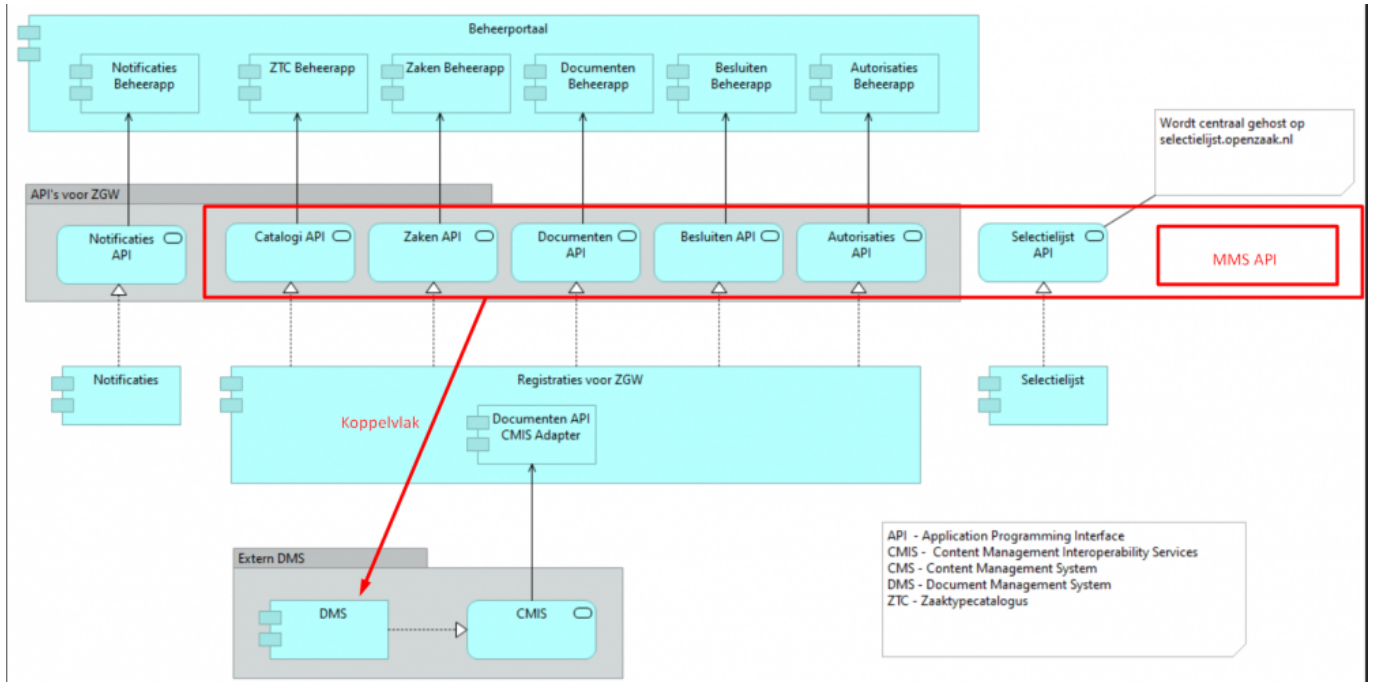 Beheerportaal
Notificaties
Beheerapp
ZTC Beheerapp
Zaken Beheerapp
Documenten
Beheerapp
Besluiten
Beheerapp
Autorisaties
Beheerapp
Wordt centraal gehost op
selectielijst.openzaak.nl
API's voor ZGW
Notificaties
API
Catalogi API
Zaken API
Documenten
API
Besluiten API
Autorisaties
API
Selectielijst
API
MMS API
Notificaties
Registraties voor ZGW
Selectielijst
Koppelvlak
Documenten API
CMIS Adapter
Extern DMS
DMS
CMIS
API - Application Programming Interface
CMIS - Content Management Interoperability Services
CMS - Content Management System
DMS - Document Management System
ZTC - Zaaktypecatalogus